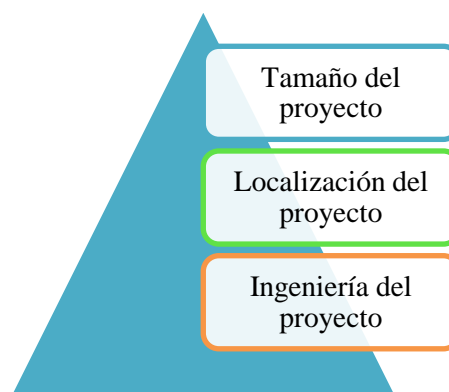 Tamaño del
proyecto
Localización del
proyecto
Ingeniería del
proyecto